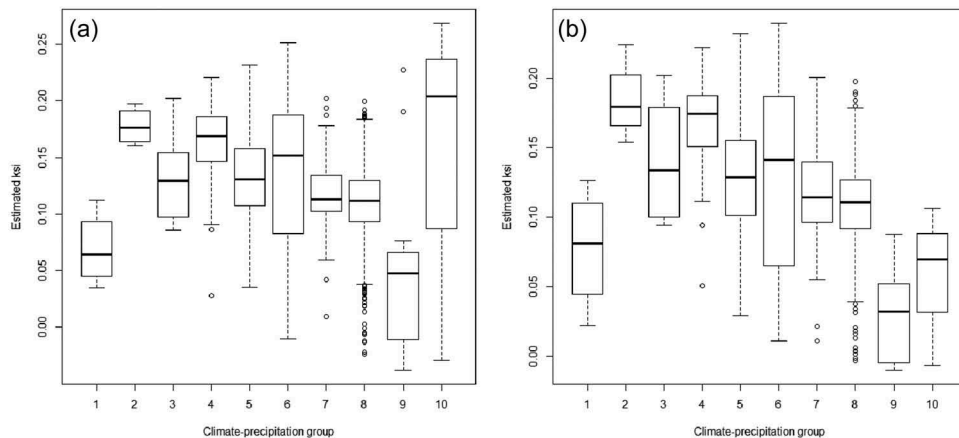 (a)
Estimated ksi
0.25
0.20
0.15
0.10
0.05
0.00
1 2 3 4 5 6 7 8 9 10
Climate-precipitation group
(b)
Estimated ksi
0.20
0.15
0.10
0.05
0.00
1 2 3 4 5 6 7 8 9 10
Climate-precipitation group